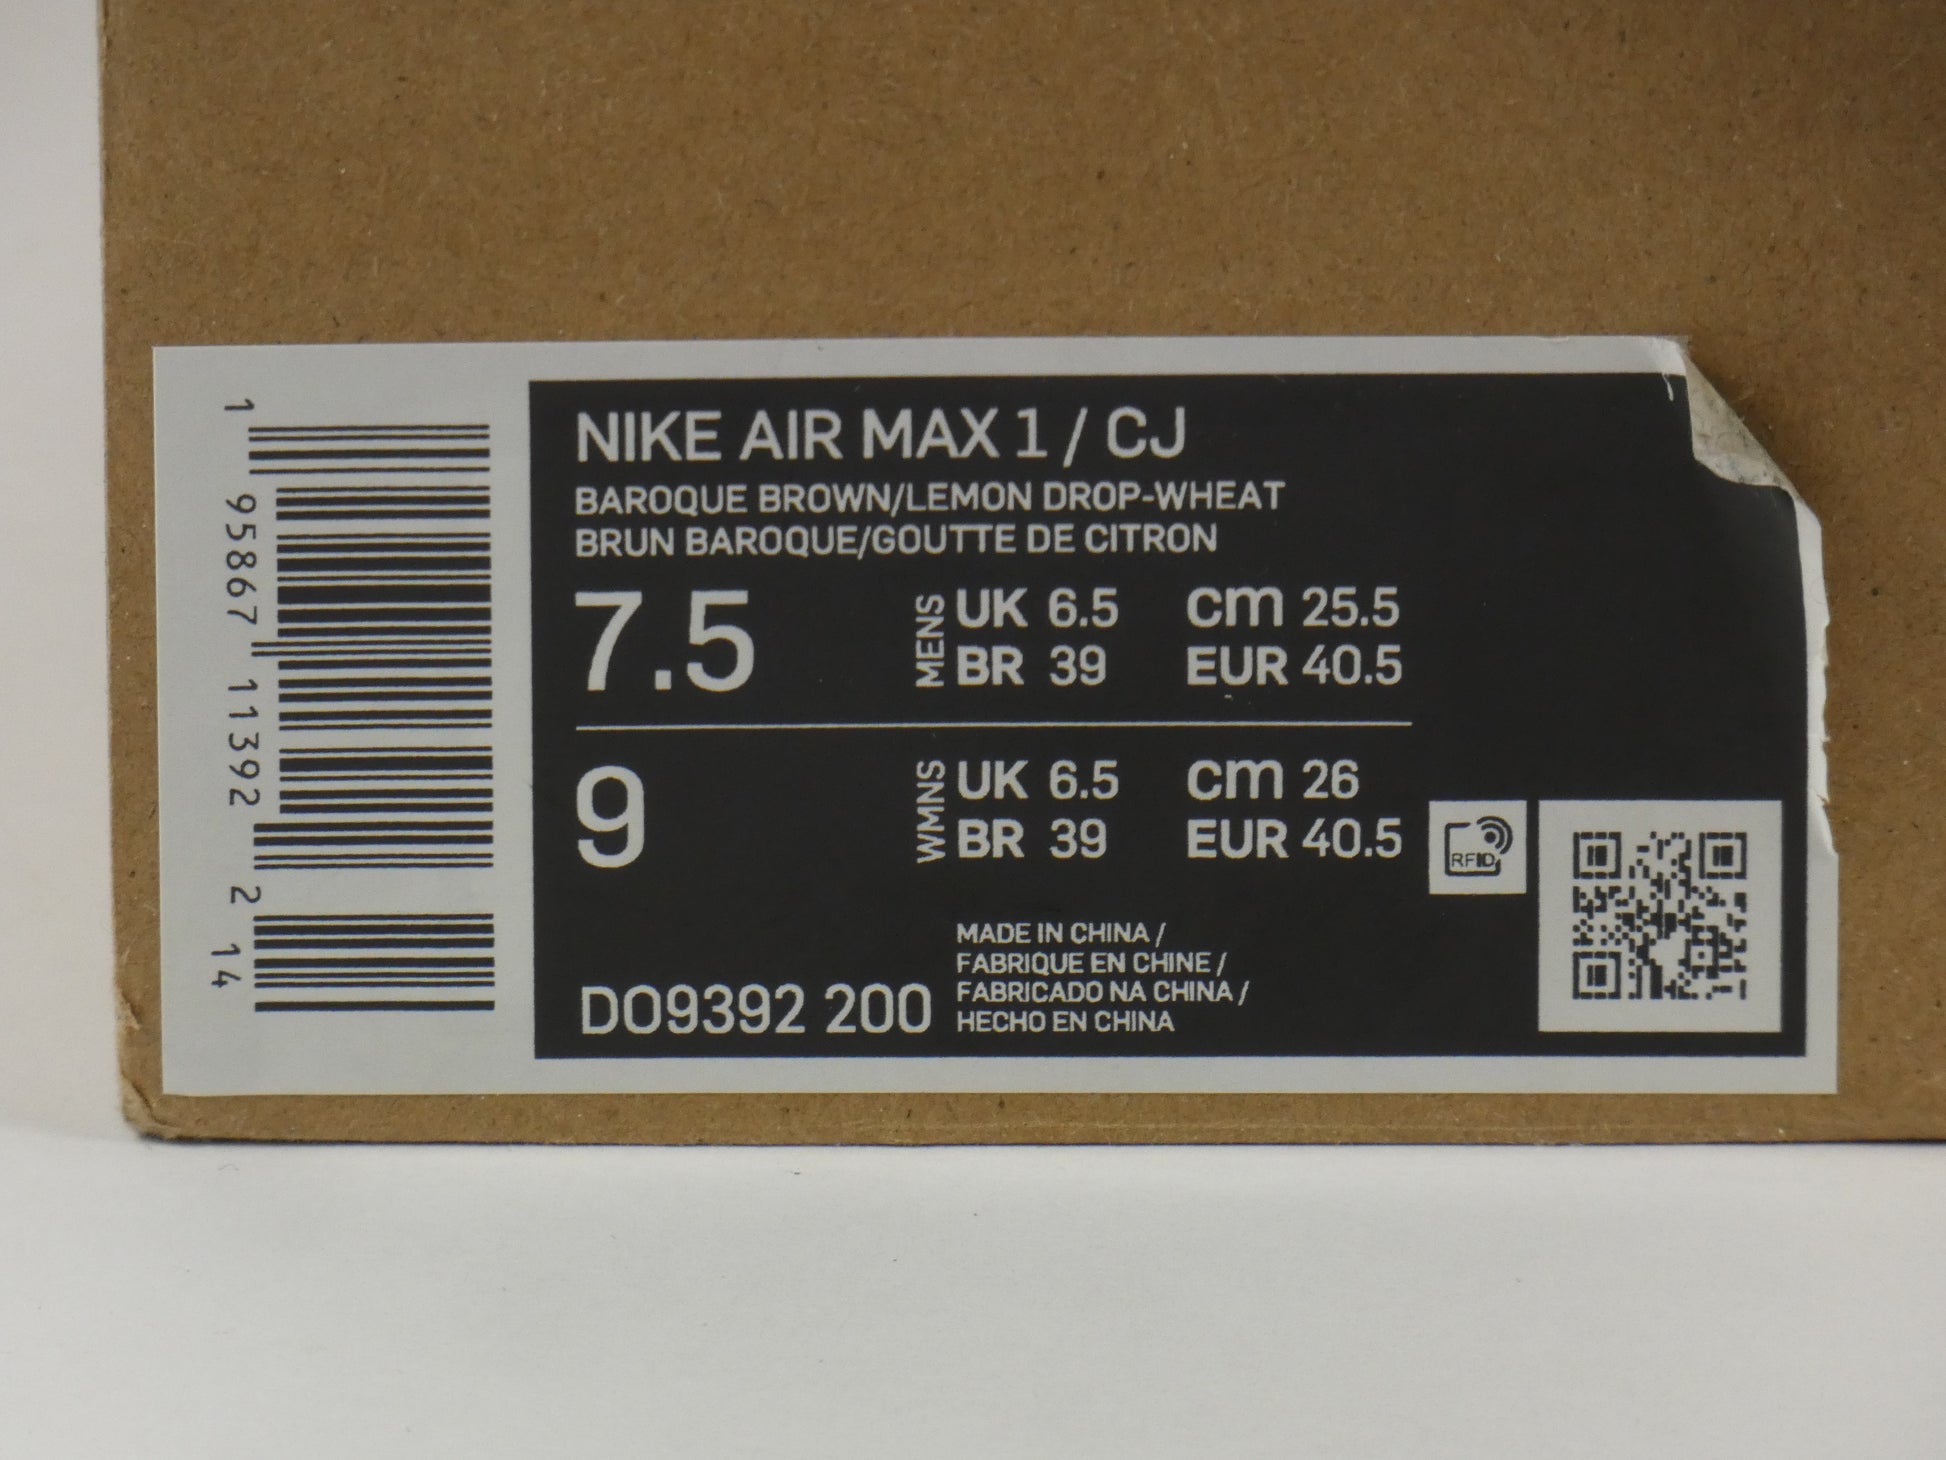 1 95867 11392 2 14
NIKE AIR MAX 1 / CJ
BAROQUE BROWN/LEMON DROP-WHEAT
BRUN BAROQUE/GOUTTE DE CITRON
7.5 MENS UK 6.5 cm 25.5
BR 39 EUR 40.5
9 WMNS UK 6.5 cm 26
BR 39 EUR 40.5
RFID
MADE IN CHINA /
FABRIQUE EN CHINE /
FABRICADO NA CHINA /
HECHO EN CHINA
DO9392 200